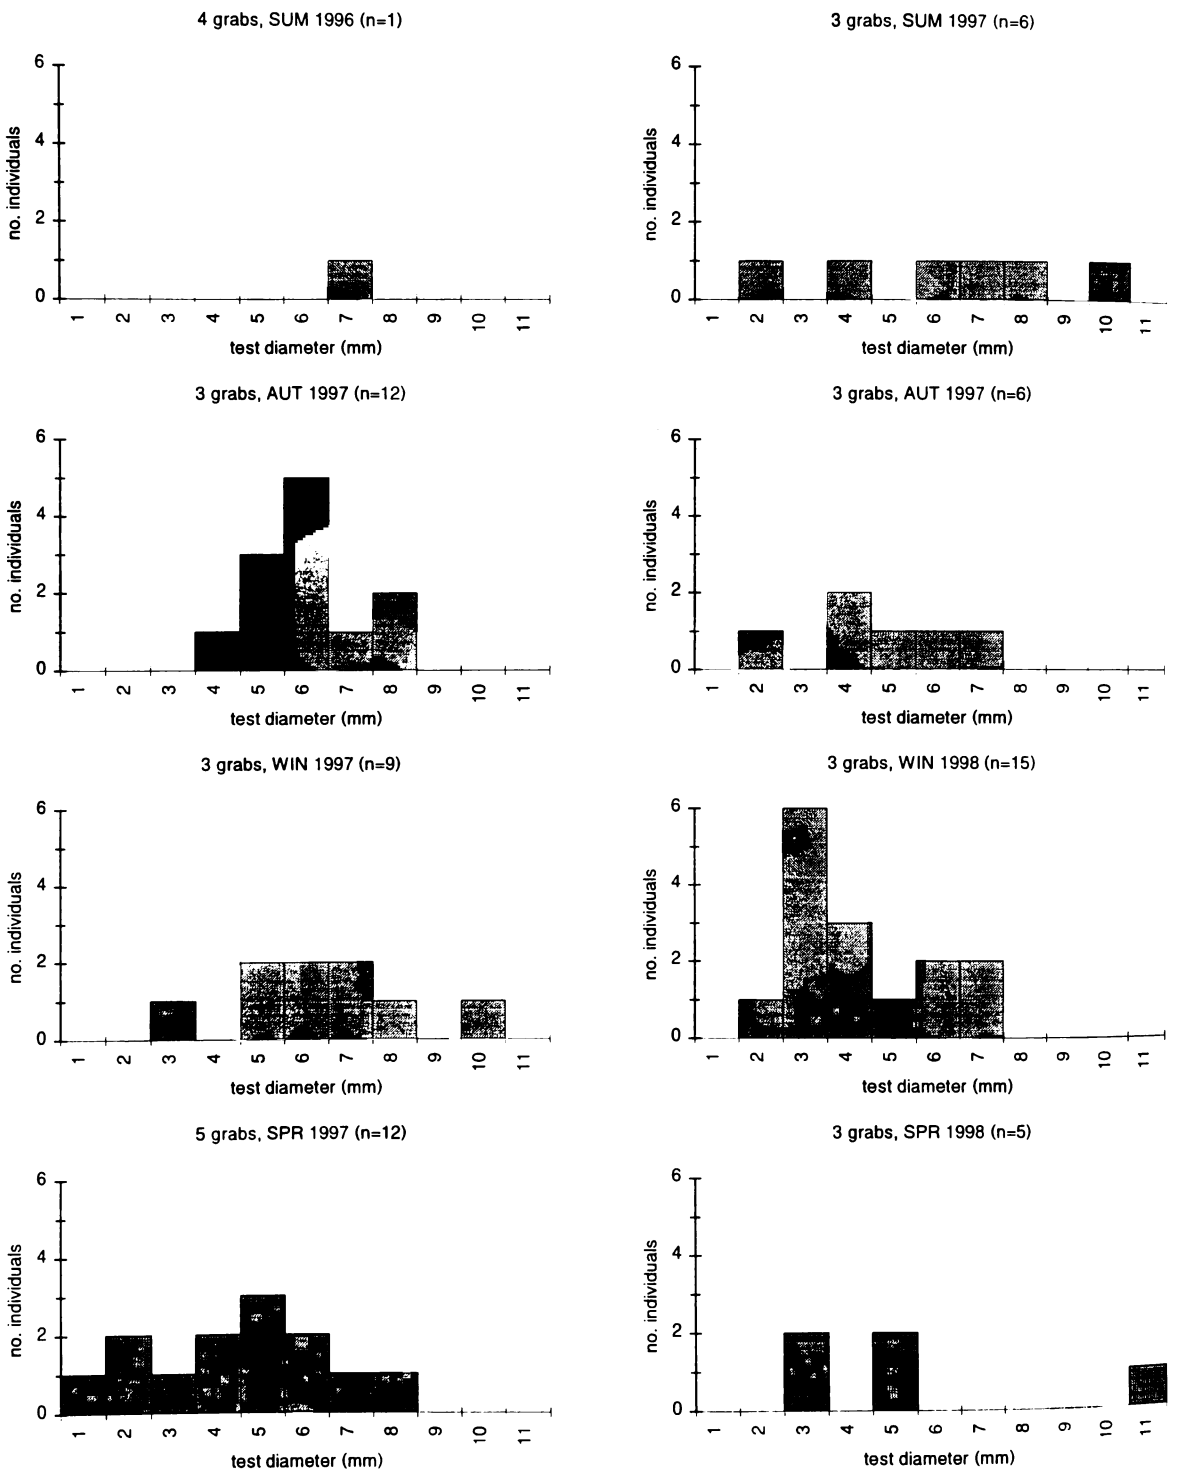 4 grabs, SUM 1996 (n=1)
no. individuals
6
4
2
0
1 2 3 4 5 6 7 8 9 10 11
test diameter (mm)
3 grabs, SUM 1997 (n=6)
no. individuals
6
4
2
0
1 2 3 4 5 6 7 8 9 10 11
test diameter (mm)
3 grabs, AUT 1997 (n=12)
no. individuals
6
4
2
0
1 2 3 4 5 6 7 8 9 10 11
test diameter (mm)
3 grabs, AUT 1997 (n=6)
no. individuals
6
4
2
0
1 2 3 4 5 6 7 8 9 10 11
test diameter (mm)
3 grabs, WIN 1997 (n=9)
no. individuals
6
4
2
0
1 2 3 4 5 6 7 8 9 10 11
test diameter (mm)
3 grabs, WIN 1998 (n=15)
no. individuals
6
4
2
0
1 2 3 4 5 6 7 8 9 10 11
test diameter (mm)
5 grabs, SPR 1997 (n=12)
no. individuals
6
4
2
0
1 2 3 4 5 6 7 8 9 10 11
test diameter (mm)
3 grabs, SPR 1998 (n=5)
no. individuals
6
4
2
0
1 2 3 4 5 6 7 8 9 10 11
test diameter (mm)